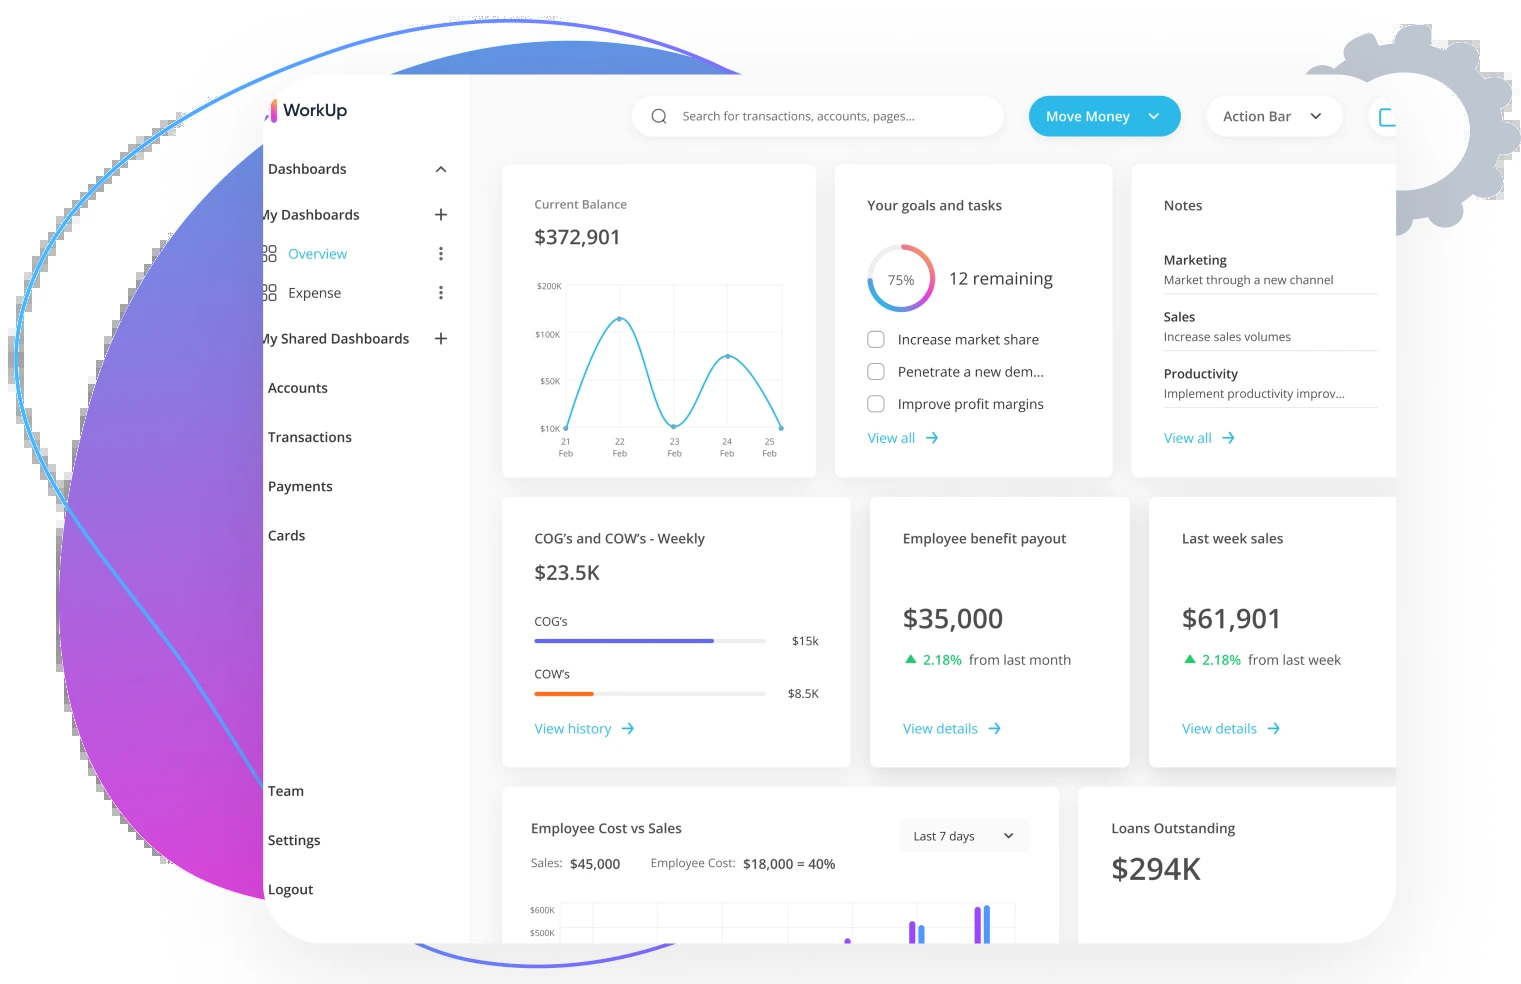 WorkUp
Search for transactions, accounts, pages...
Move Money
Action Bar
Dashboards
My Dashboards
Overview
Expense
My Shared Dashboards
Accounts
Transactions
Payments
Cards
Team
Settings
Logout
Current Balance
$372,901
$200K
$100K
$50K
$10K
21 22 23 24 25
Feb Feb Feb Feb Feb
Your goals and tasks
75%
12 remaining
Increase market share
Penetrate a new dem...
Improve profit margins
View all
Notes
Marketing
Market through a new channel
Sales
Increase sales volumes
Productivity
Implement productivity improv...
View all
COG’s and COW’s - Weekly
$23.5K
COG’s
$15k
COW’s
$8.5K
View history
Employee benefit payout
$35,000
2.18% from last month
View details
Last week sales
$61,901
2.18% from last week
View details
Employee Cost vs Sales
Last 7 days
Sales: $45,000 Employee Cost: $18,000 = 40%
$600K
$500K
Loans Outstanding
$294K